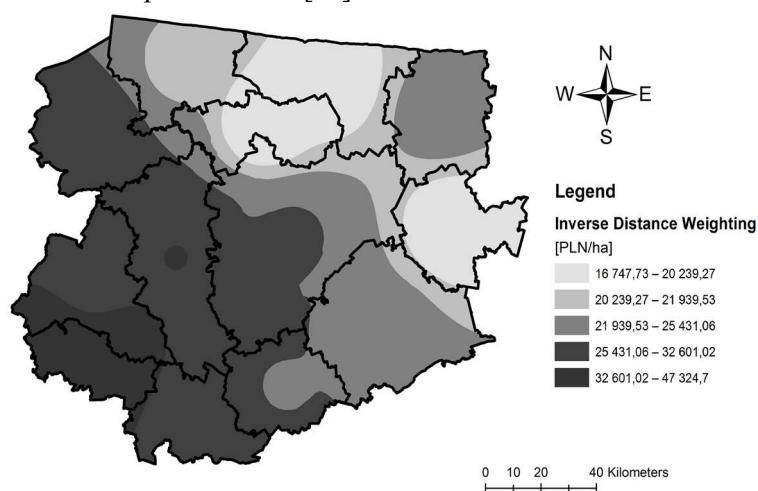 N
W E
S
Legend
Inverse Distance Weighting
[PLN/ha]
16 747,73 – 20 239,27
20 239,27 – 21 939,53
21 939,53 – 25 431,06
25 431,06 – 32 601,02
32 601,02 – 47 324,7
0 10 20 40 Kilometers